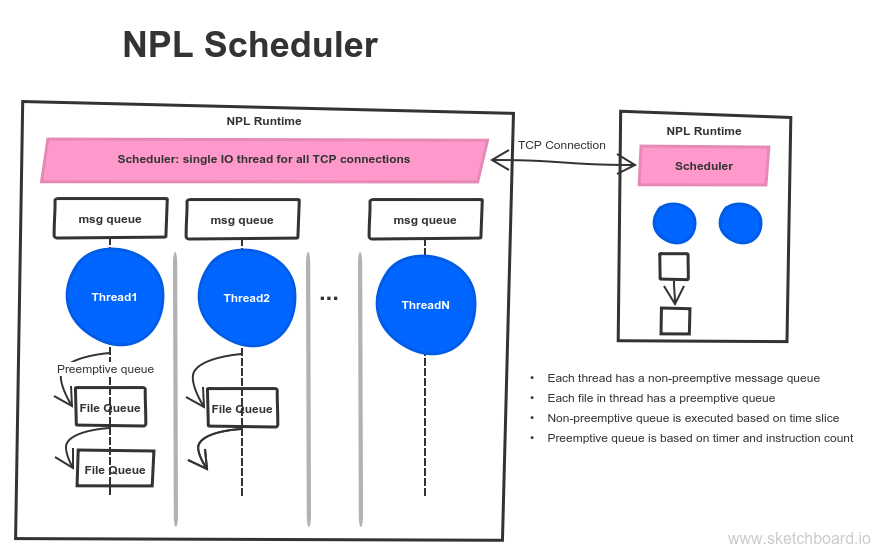 NPL Scheduler
NPL Runtime
Scheduler: single IO thread for all TCP connections
msg queue
msg queue
msg queue
Thread1
Thread2
...
ThreadN
Preemptive queue
File Queue
File Queue
File Queue
TCP Connection
NPL Runtime
Scheduler
• Each thread has a non-preemptive message queue
• Each file in thread has a preemptive queue
• Non-preemptive queue is executed based on time slice
• Preemptive queue is based on timer and instruction count
www.sketchboard.io